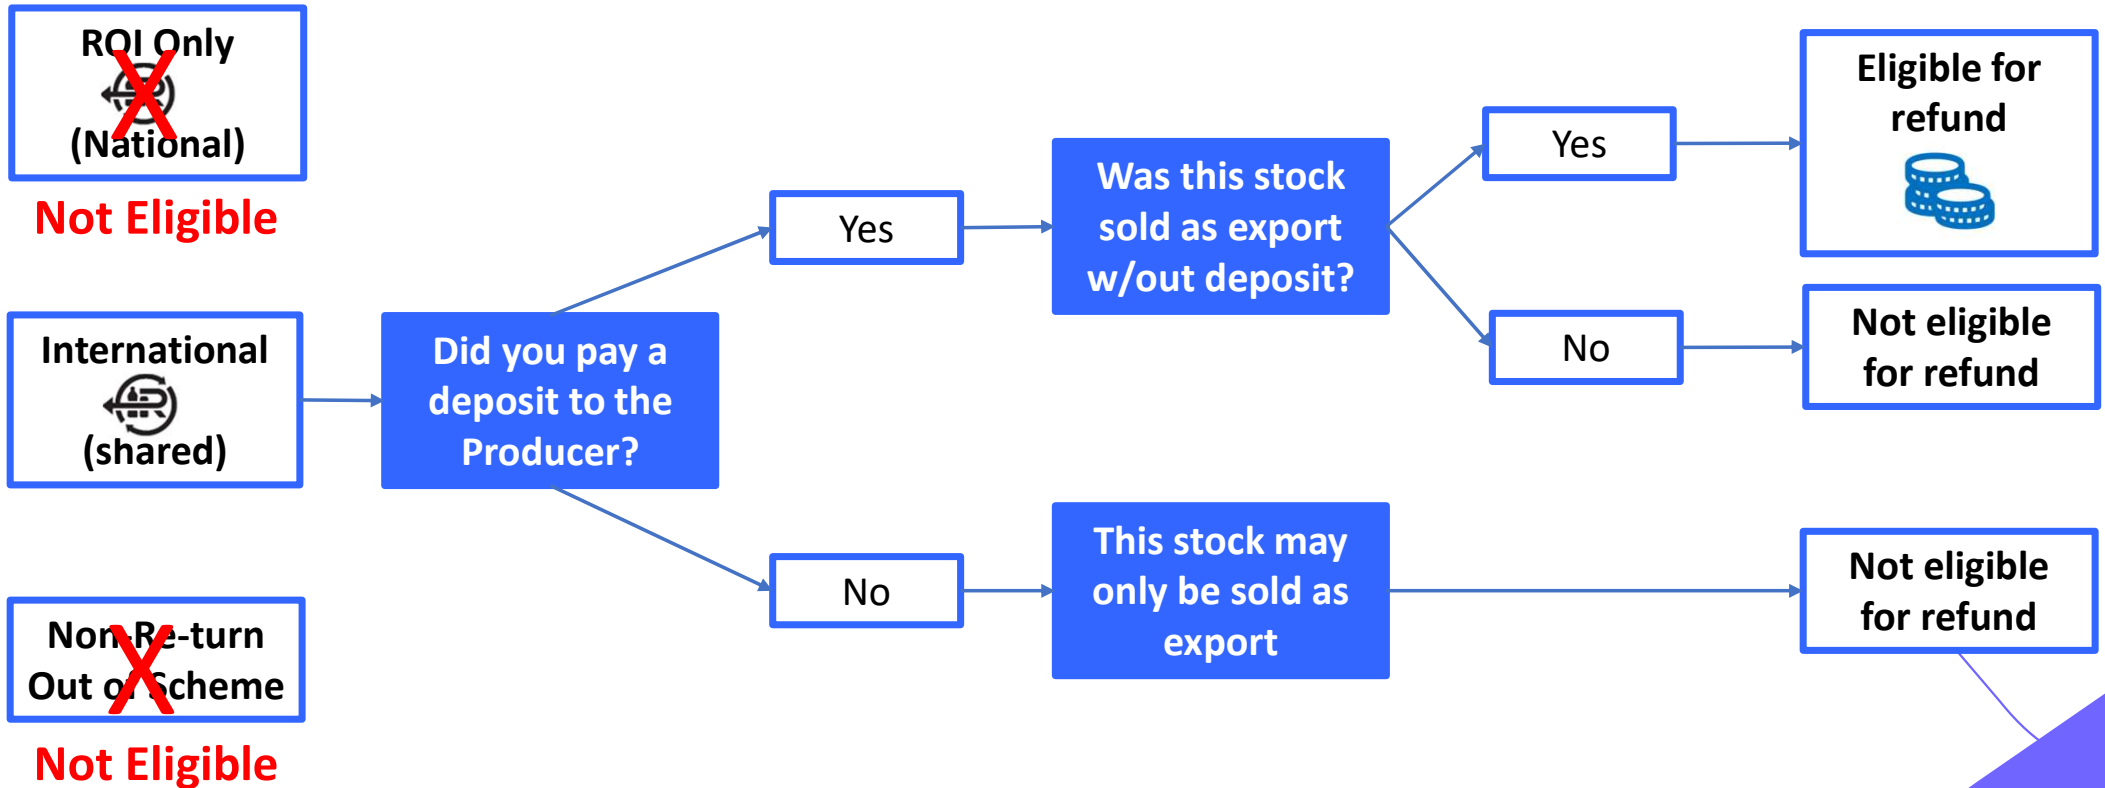 ROI Only
(National)
Not Eligible
International
(shared)
Non-Re-turn
Out of Scheme
Not Eligible
Did you pay a
deposit to the
Producer?
Yes
No
Was this stock
sold as export
w/out deposit?
This stock may
only be sold as
export
Yes
No
Eligible for
refund
Not eligible
for refund
Not eligible
for refund